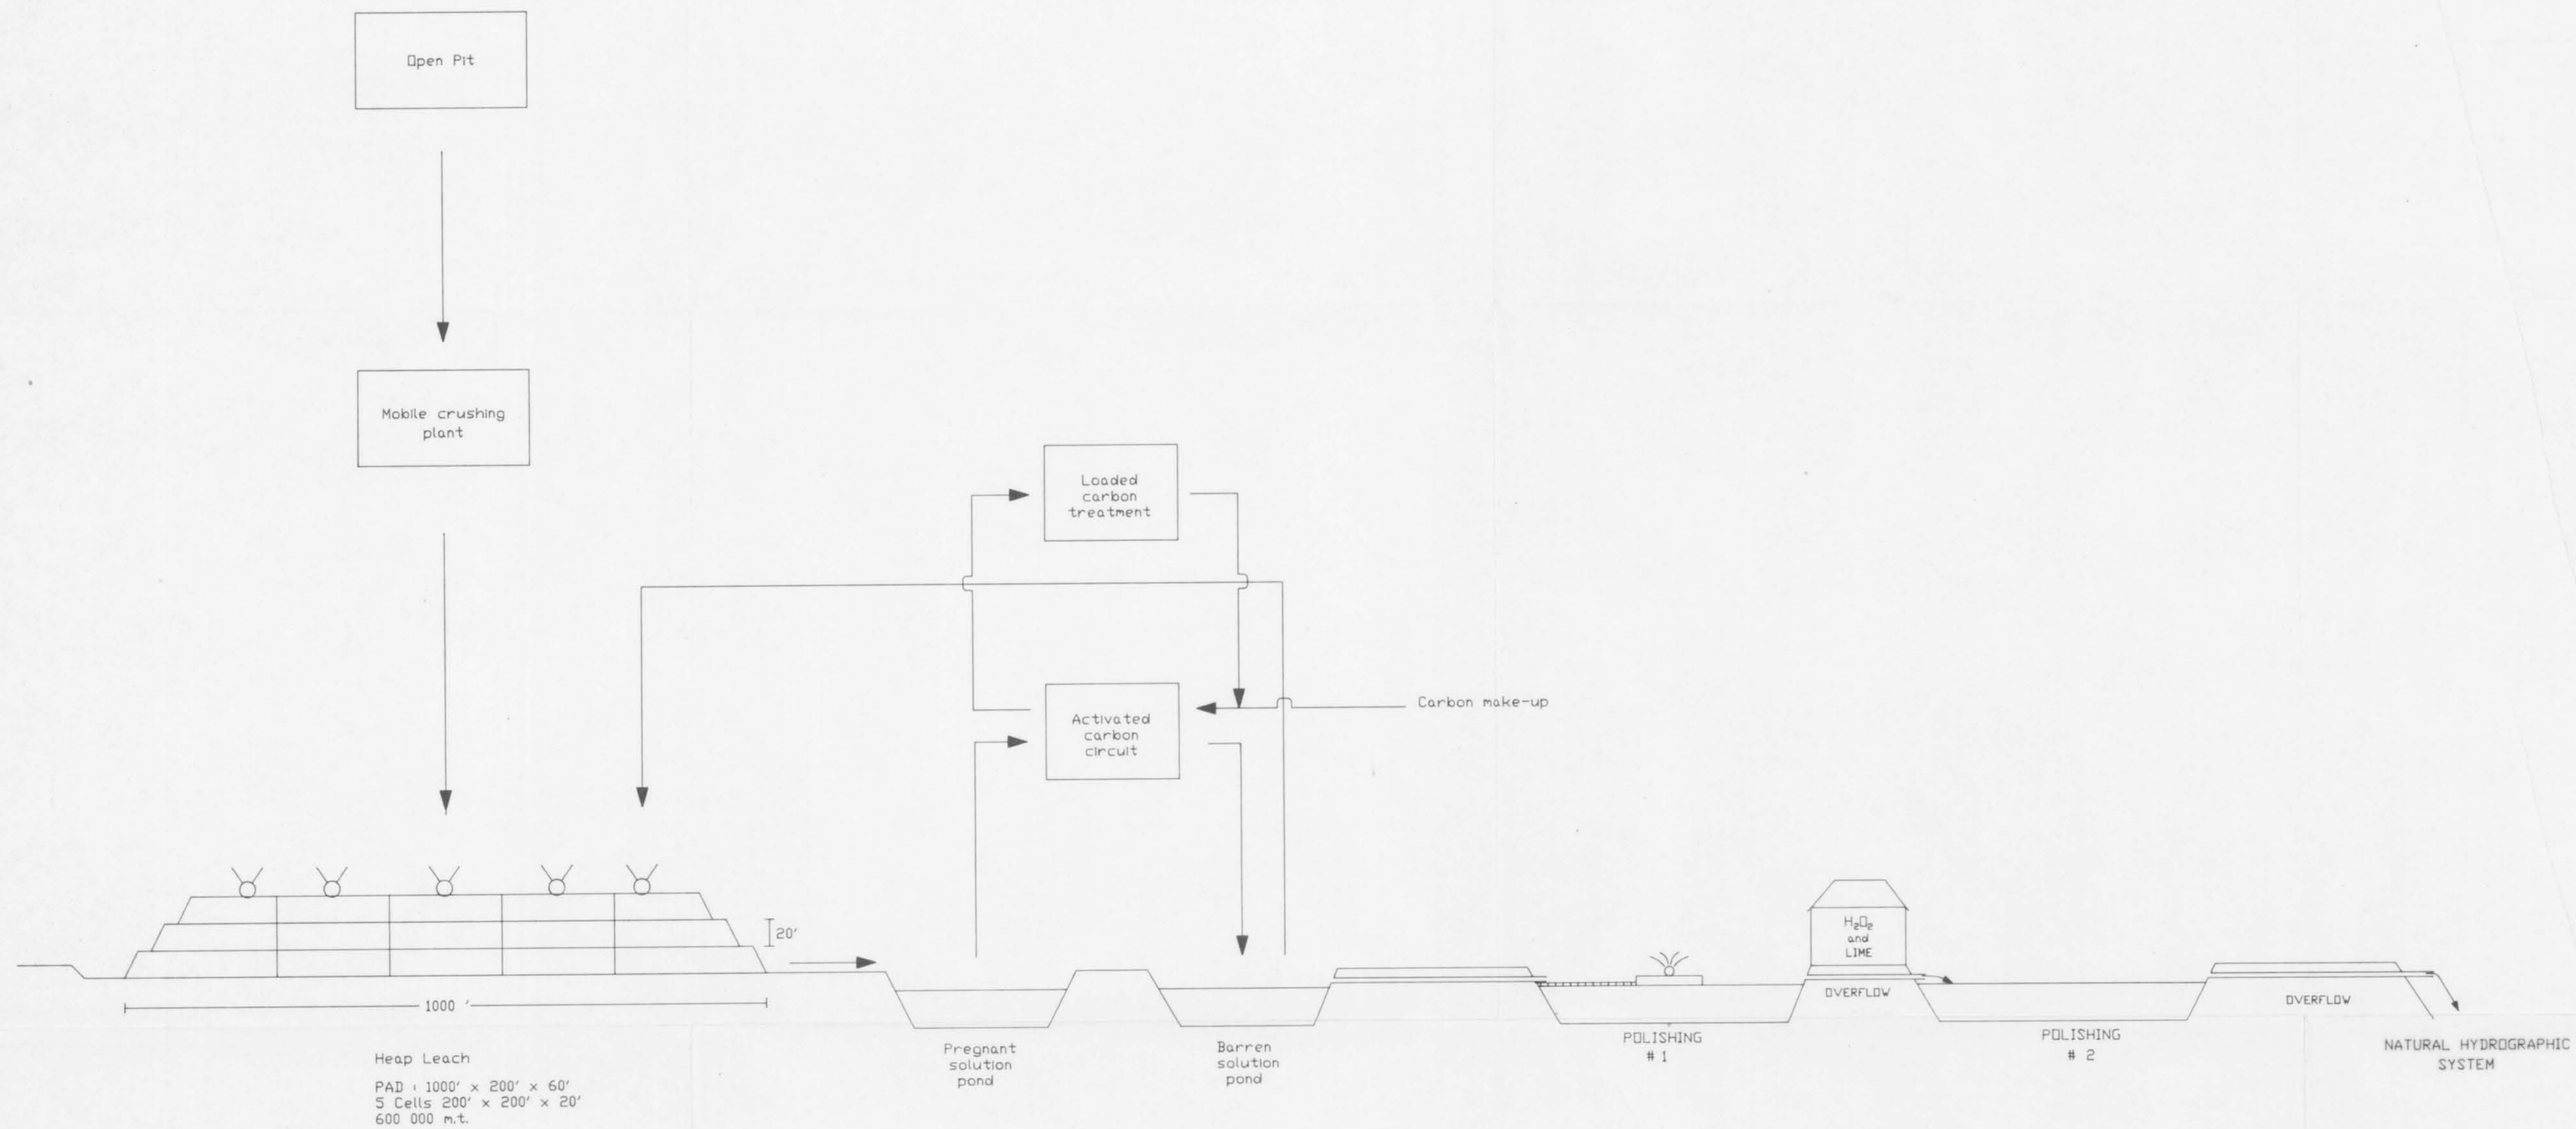 Open Pit
Mobile crushing
plant
Loaded
carbon
treatment
Activated
carbon
circuit
Carbon make-up
20'
1000 '
H₂O₂
and
LIME
OVERFLOW
OVERFLOW
Heap Leach
PAD : 1000' x 200' x 60'
5 Cells 200' x 200' x 20'
600 000 m.t.
Pregnant
solution
pond
Barren
solution
pond
POLISHING
# 1
POLISHING
# 2
NATURAL HYDROGRAPHIC
SYSTEM